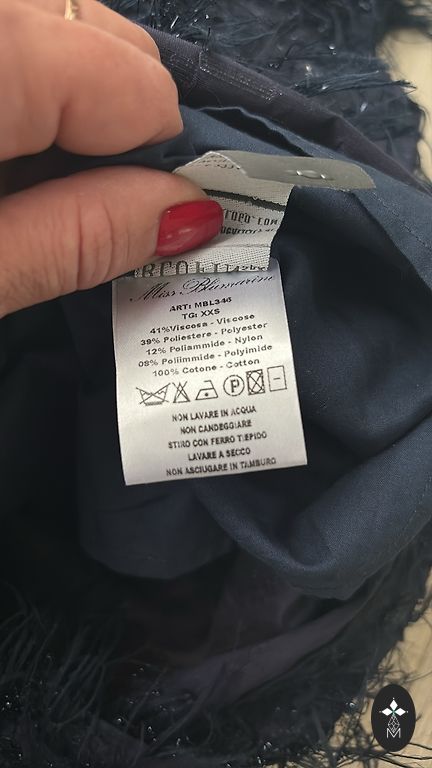 Miss Blumarine
ART: MBL346
TG: XXS
41%Viscosa - Viscose
39% Poliestere - Polyester
12% Poliammide - Nylon
08% Poliimmide - Polyimide
100% Cotone - Cotton
P
NON LAVARE IN ACQUA
NON CANDEGGIARE
STIRO CON FERRO TIEPIDO
LAVARE A SECCO
NON ASCIUGARE IN TAMBURO